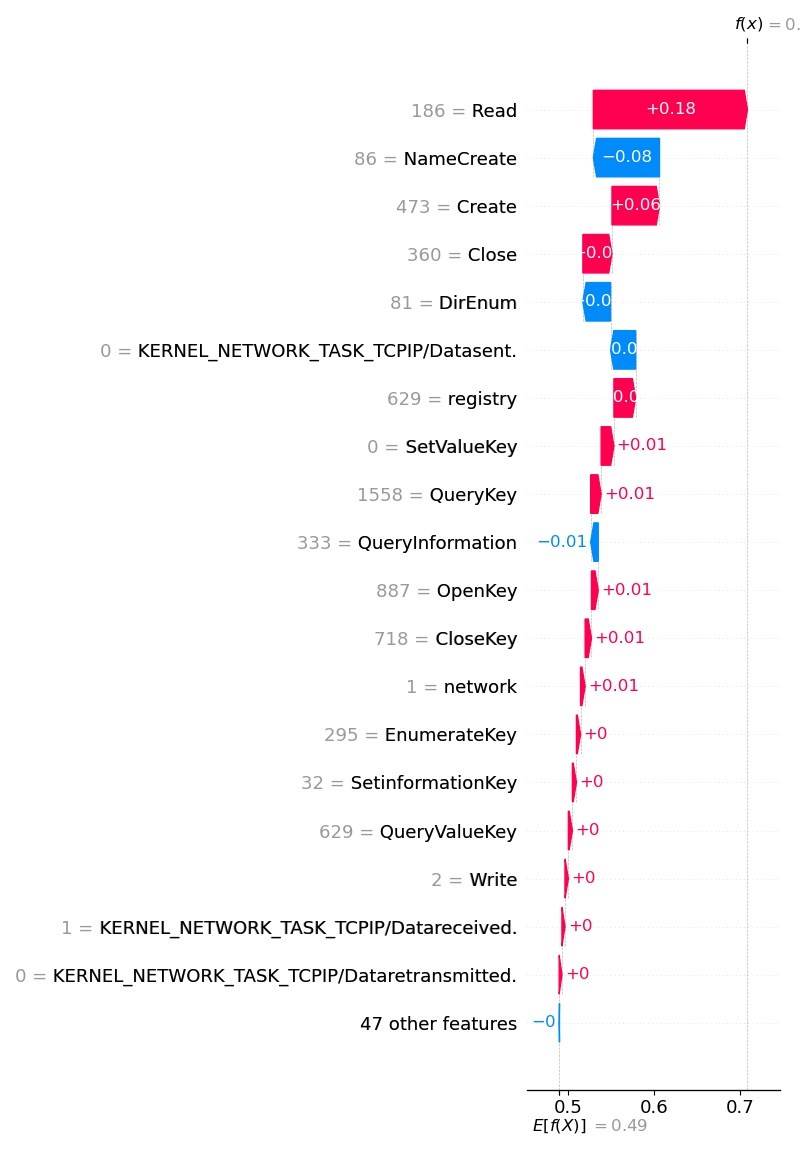 f(x) = 0.
186 = Read
+0.18
86 = NameCreate
−0.08
473 = Create
+0.06
360 = Close
81 = DirEnum
0 = KERNEL_NETWORK_TASK_TCPIP/Datasent.
629 = registry
0 = SetValueKey
+0.01
1558 = QueryKey
+0.01
333 = QueryInformation
−0.01
887 = OpenKey
+0.01
718 = CloseKey
+0.01
1 = network
+0.01
295 = EnumerateKey
+0
32 = SetinformationKey
+0
629 = QueryValueKey
+0
2 = Write
+0
1 = KERNEL_NETWORK_TASK_TCPIP/Datareceived.
+0
0 = KERNEL_NETWORK_TASK_TCPIP/Dataretransmitted.
+0
47 other features
−0
0.5 0.6 0.7
E[f(X)] = 0.49